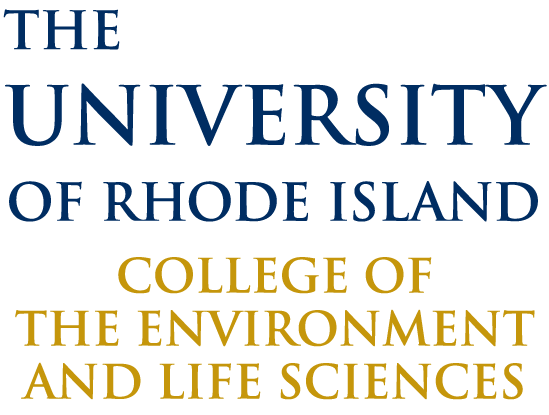 THE
UNIVERSITY
OF RHODE ISLAND
COLLEGE OF
THE ENVIRONMENT
AND LIFE SCIENCES